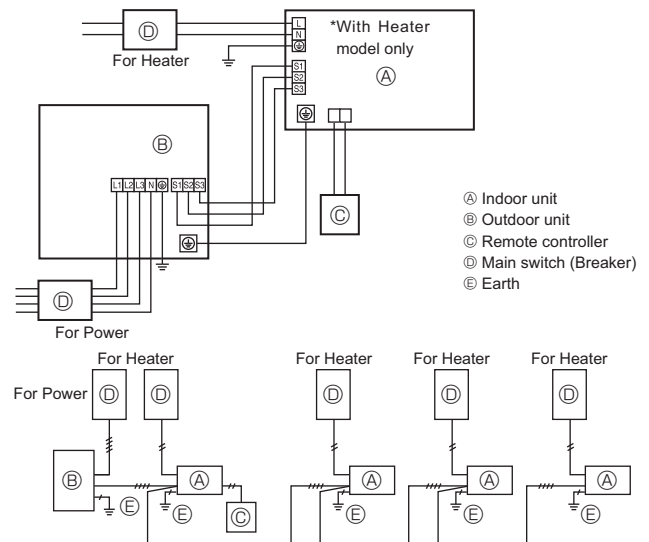 Ⓓ
For Heater
L
N
*With Heater
model only
Ⓐ
S1
S2
S3
Ⓑ
L1 L2 L3 N S1 S2 S3
Ⓒ
Ⓓ
For Power
Ⓐ Indoor unit
Ⓑ Outdoor unit
Ⓒ Remote controller
Ⓓ Main switch (Breaker)
Ⓔ Earth
For Heater For Heater For Heater For Heater
For Power Ⓓ Ⓓ Ⓓ Ⓓ Ⓓ
Ⓑ Ⓐ Ⓐ Ⓐ Ⓐ
Ⓔ Ⓔ Ⓒ Ⓔ Ⓔ Ⓔ